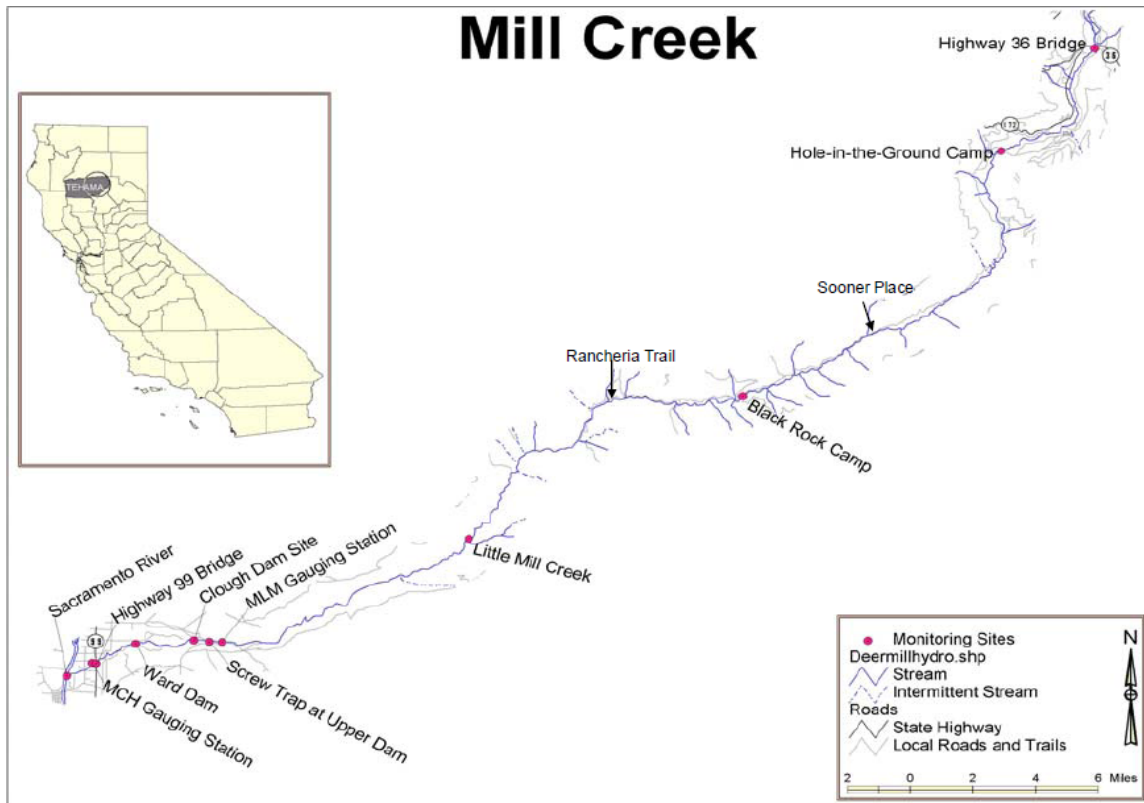 Mill Creek
Highway 36 Bridge
36
172
Hole-in-the-Ground Camp
TEHAMA
Sooner Place
Rancheria Trail
Black Rock Camp
Little Mill Creek
Sacramento River
Highway 99 Bridge
Clough Dam Site
MLM Gauging Station
99
Screw Trap at Upper Dam
Ward Dam
MCH Gauging Station
Monitoring Sites
N
Deermillhydro.shp
Stream
Intermittent Stream
Roads
State Highway
Local Roads and Trails
2 0 2 4 6 Miles